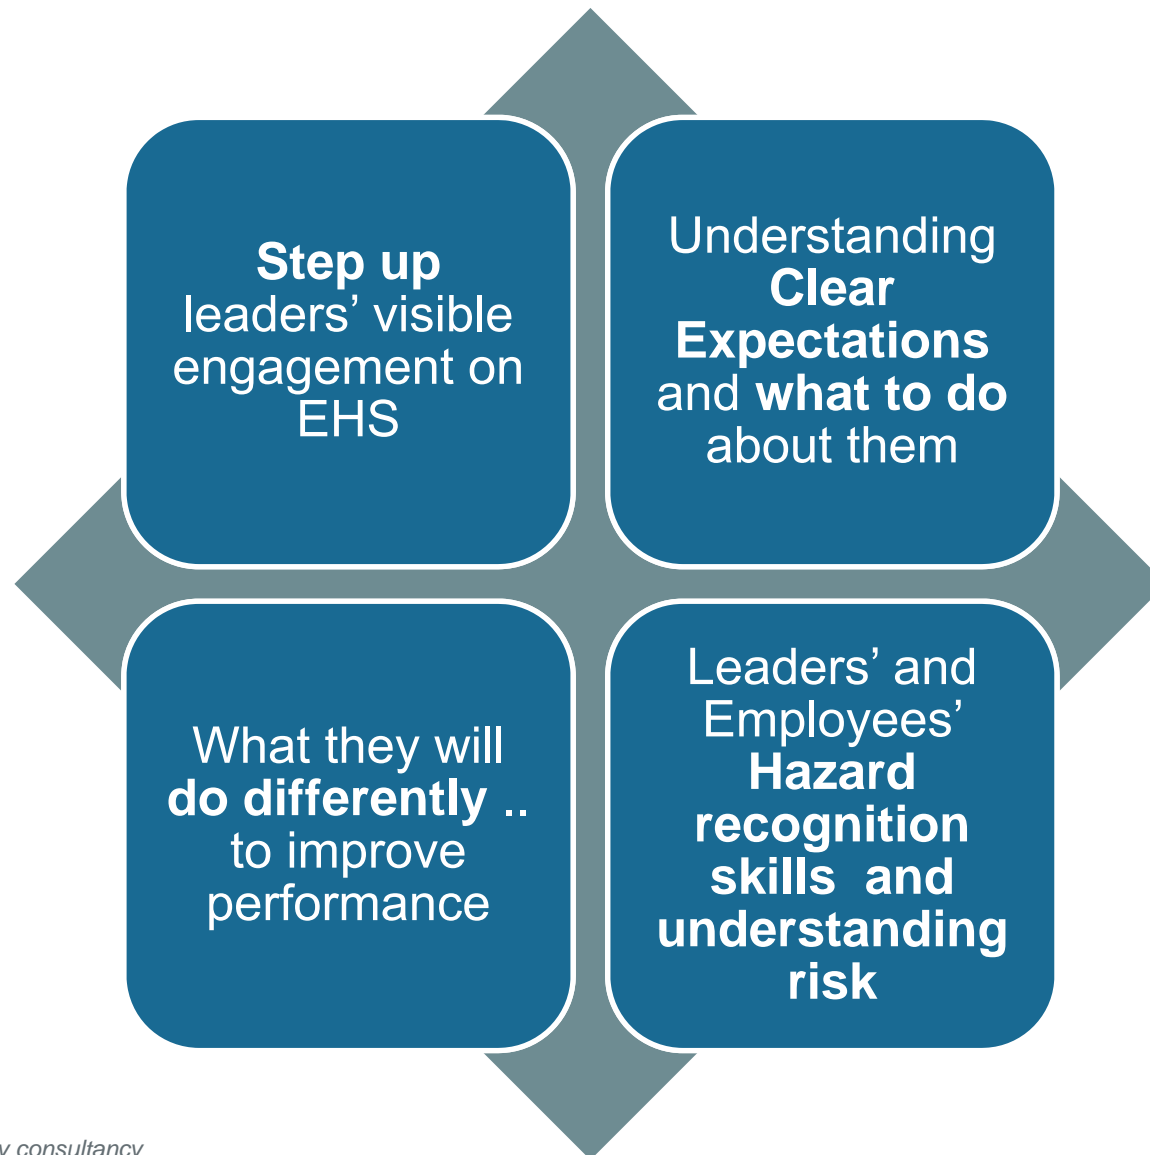 Step up
leaders’ visible
engagement on
EHS
Understanding
Clear
Expectations
and what to do
about them
What they will
do differently ..
to improve
performance
Leaders’ and
Employees’
Hazard
recognition
skills  and
understanding
risk
consultancy